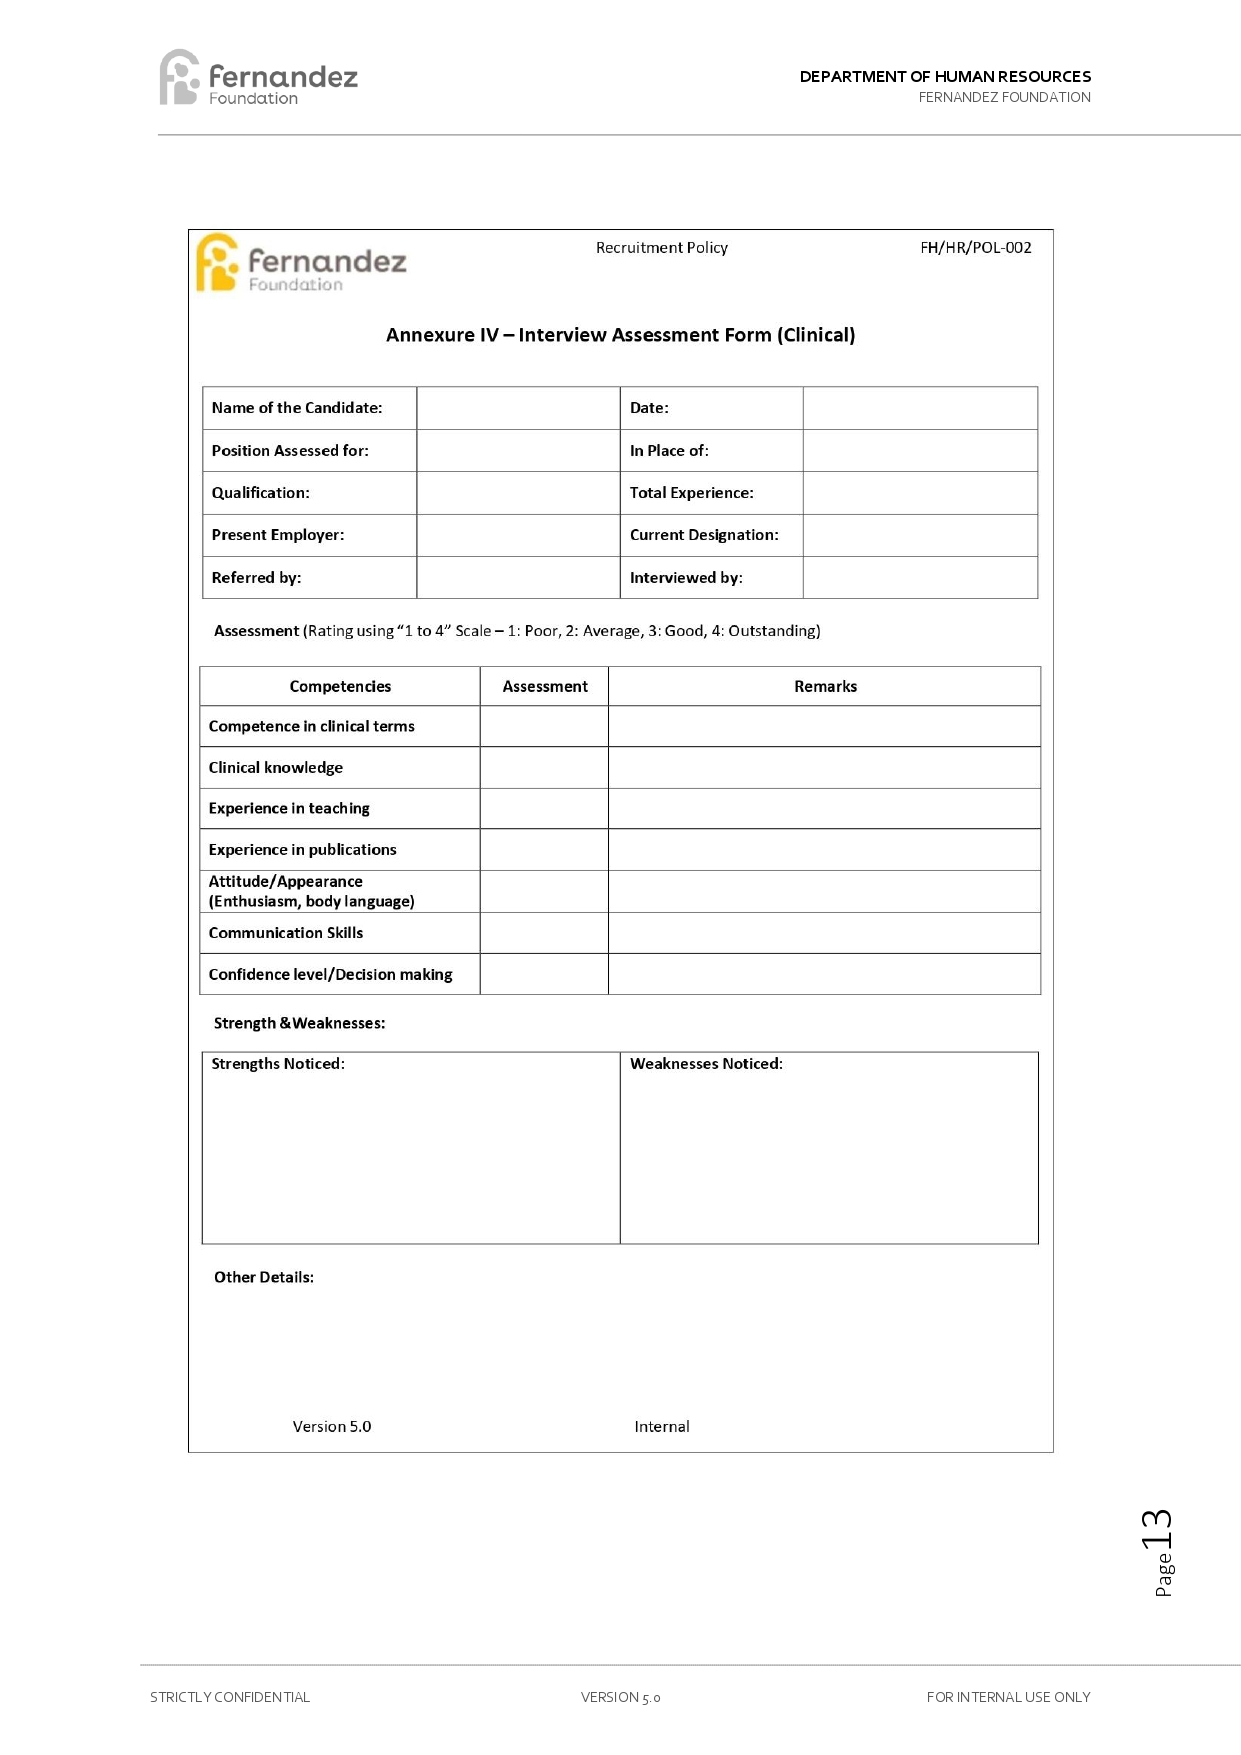 fernandez
Foundation
DEPARTMENT OF HUMAN RESOURCES
FERNANDEZ FOUNDATION
fernandez
Foundation
Recruitment Policy
FH/HR/POL-002
Annexure IV – Interview Assessment Form (Clinical)
Name of the Candidate:
Date:
Position Assessed for:
In Place of:
Qualification:
Total Experience:
Present Employer:
Current Designation:
Referred by:
Interviewed by:
Assessment (Rating using “1 to 4” Scale – 1: Poor, 2: Average, 3: Good, 4: Outstanding)
Competencies
Assessment
Remarks
Competence in clinical terms
Clinical knowledge
Experience in teaching
Experience in publications
Attitude/Appearance
(Enthusiasm, body language)
Communication Skills
Confidence level/Decision making
Strength &Weaknesses:
Strengths Noticed:
Weaknesses Noticed:
Other Details:
Version 5.0
Internal
Page 13
STRICTLY CONFIDENTIAL
VERSION 5.0
FOR INTERNAL USE ONLY